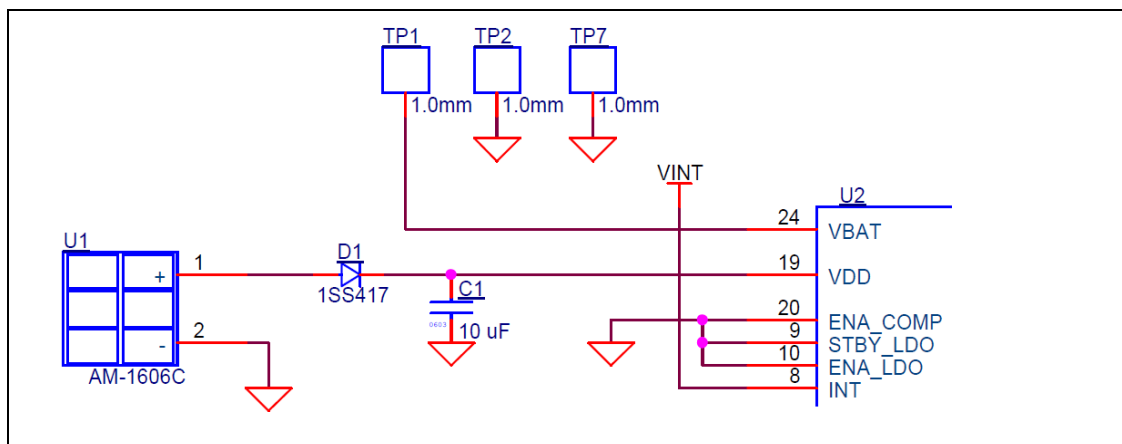 TP1 TP2 TP7
1.0mm 1.0mm 1.0mm
VINT
U2
24 VBAT
U1
D1
1 +
19 VDD
1SS417
C1
0603
10 uF
20 ENA_COMP
9 STBY_LDO
2 -
10 ENA_LDO
8 INT
AM-1606C